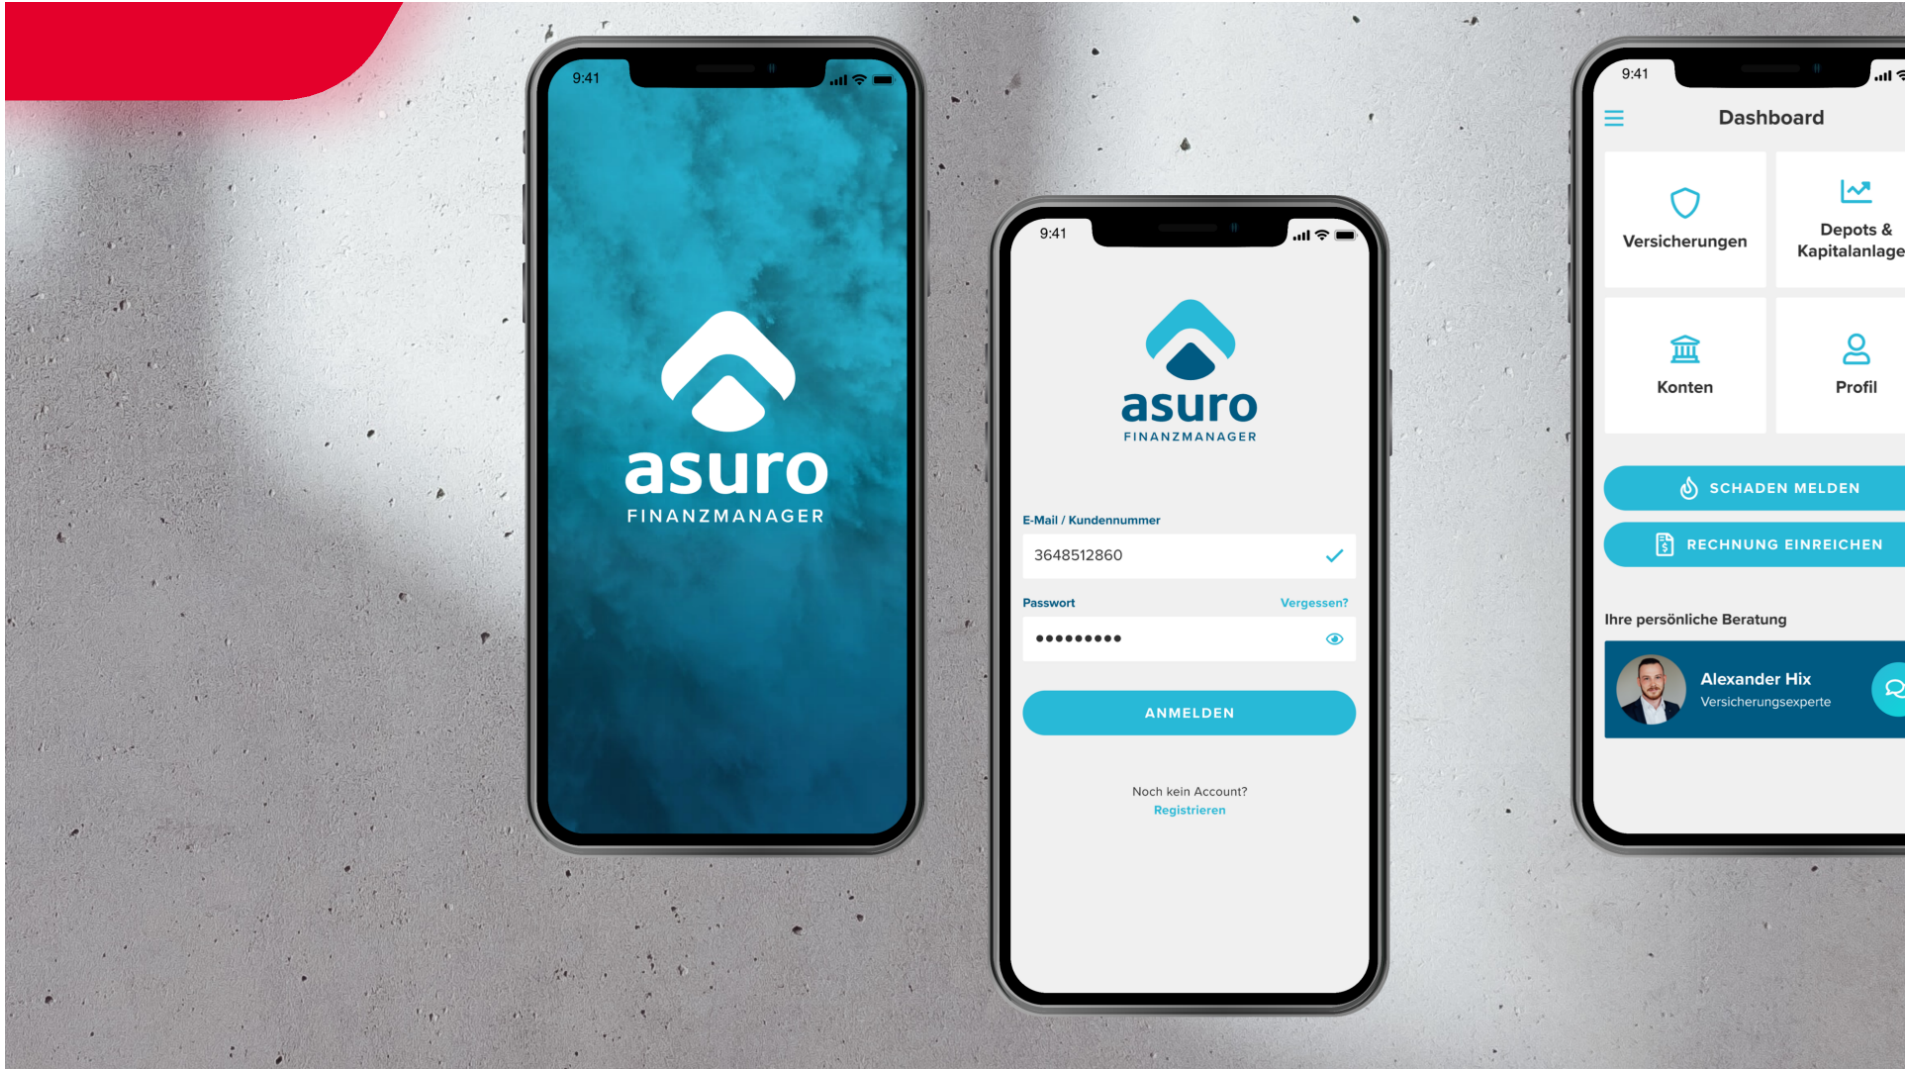 9:41
asuro
FINANZMANAGER
9:41
asuro
FINANZMANAGER
E-Mail / Kundennummer
3648512860
Passwort
Vergessen?
ANMELDEN
Noch kein Account?
Registrieren
9:41
Dashboard
Versicherungen
Depots &
Kapitalanlage
Konten
Profil
SCHADEN MELDEN
RECHNUNG EINREICHEN
Ihre persönliche Beratung
Alexander Hix
Versicherungsexperte